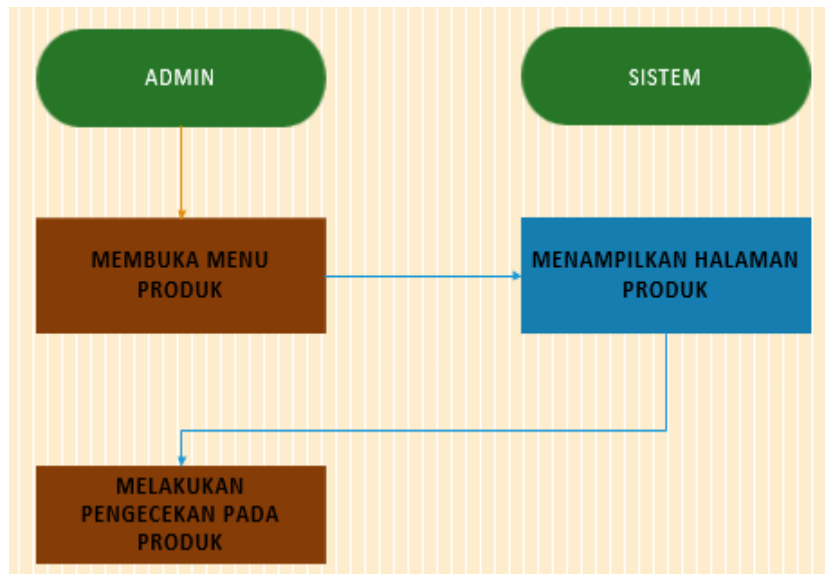 ADMIN
SISTEM
MEMBUKA MENU
PRODUK
MENAMPILKAN HALAMAN
PRODUK
MELAKUKAN
PENGECEKAN PADA
PRODUK